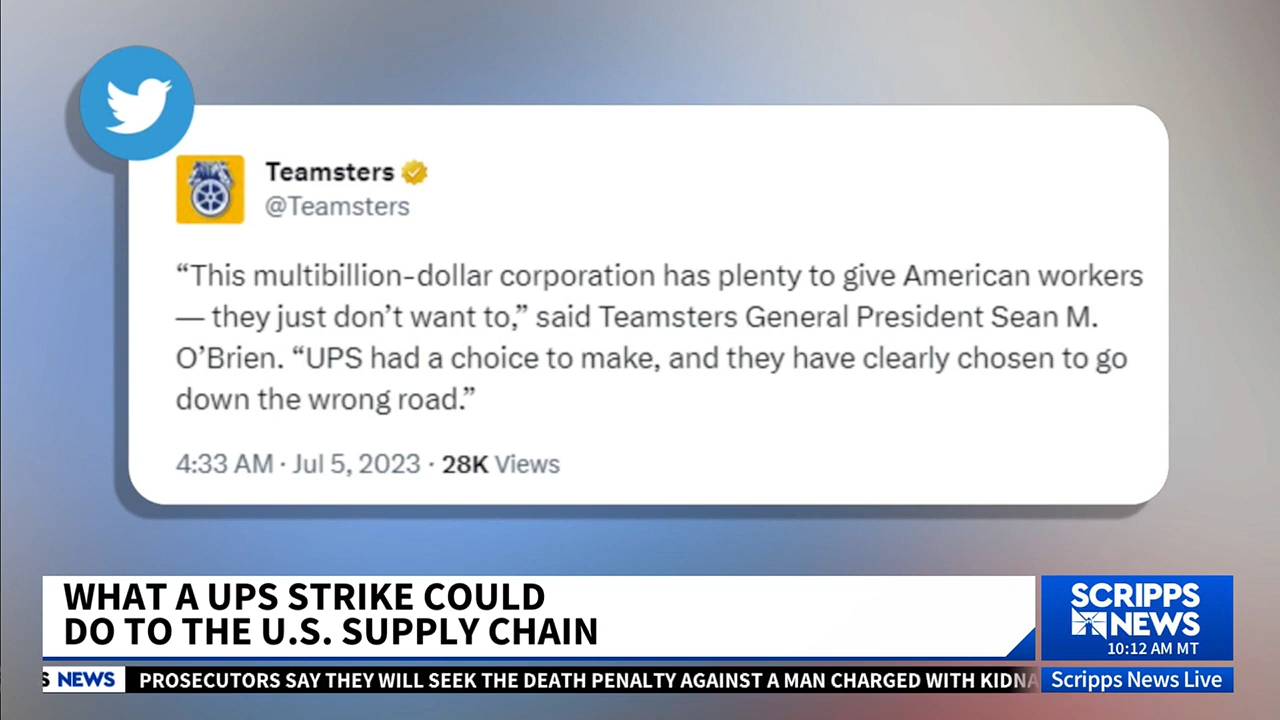 Teamsters
@Teamsters
“This multibillion-dollar corporation has plenty to give American workers
— they just don’t want to,” said Teamsters General President Sean M.
O’Brien. “UPS had a choice to make, and they have clearly chosen to go
down the wrong road.”
4:33 AM · Jul 5, 2023 · 28K Views
WHAT A UPS STRIKE COULD
DO TO THE U.S. SUPPLY CHAIN
SCRIPPS
NEWS
10:12 AM MT
S NEWS PROSECUTORS SAY THEY WILL SEEK THE DEATH PENALTY AGAINST A MAN CHARGED WITH KIDNA
Scripps News Live